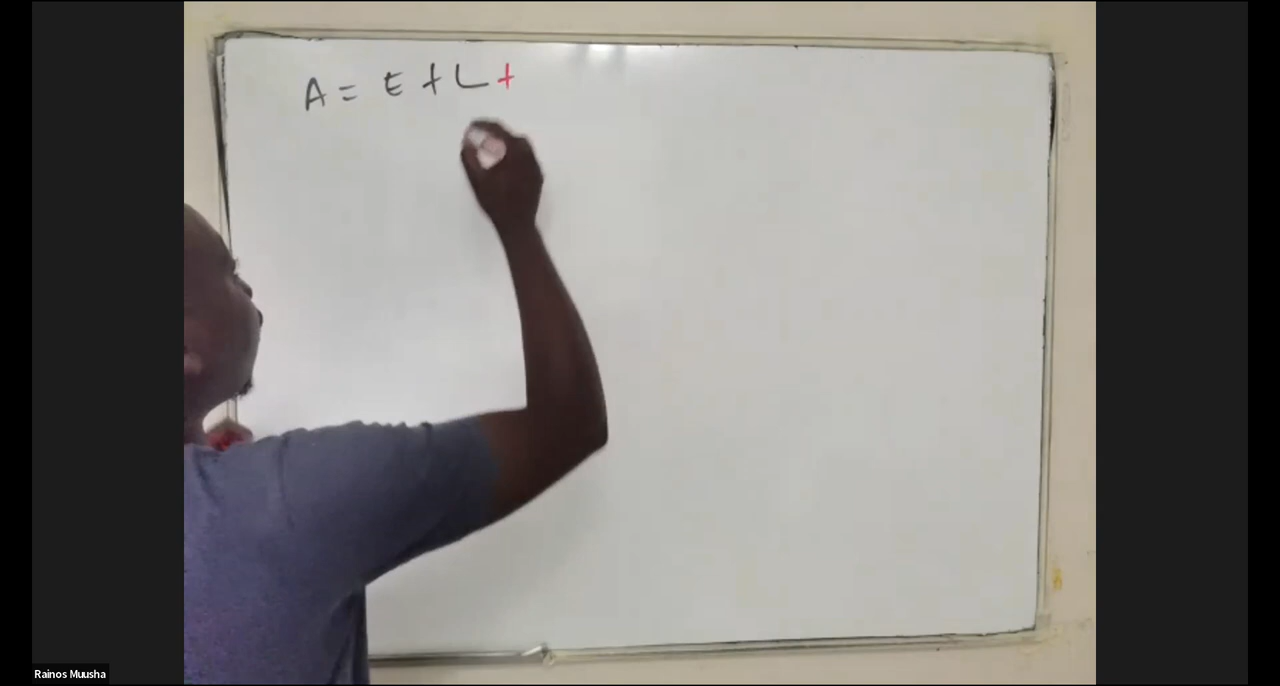 A = E + L +
Rainos Muusha